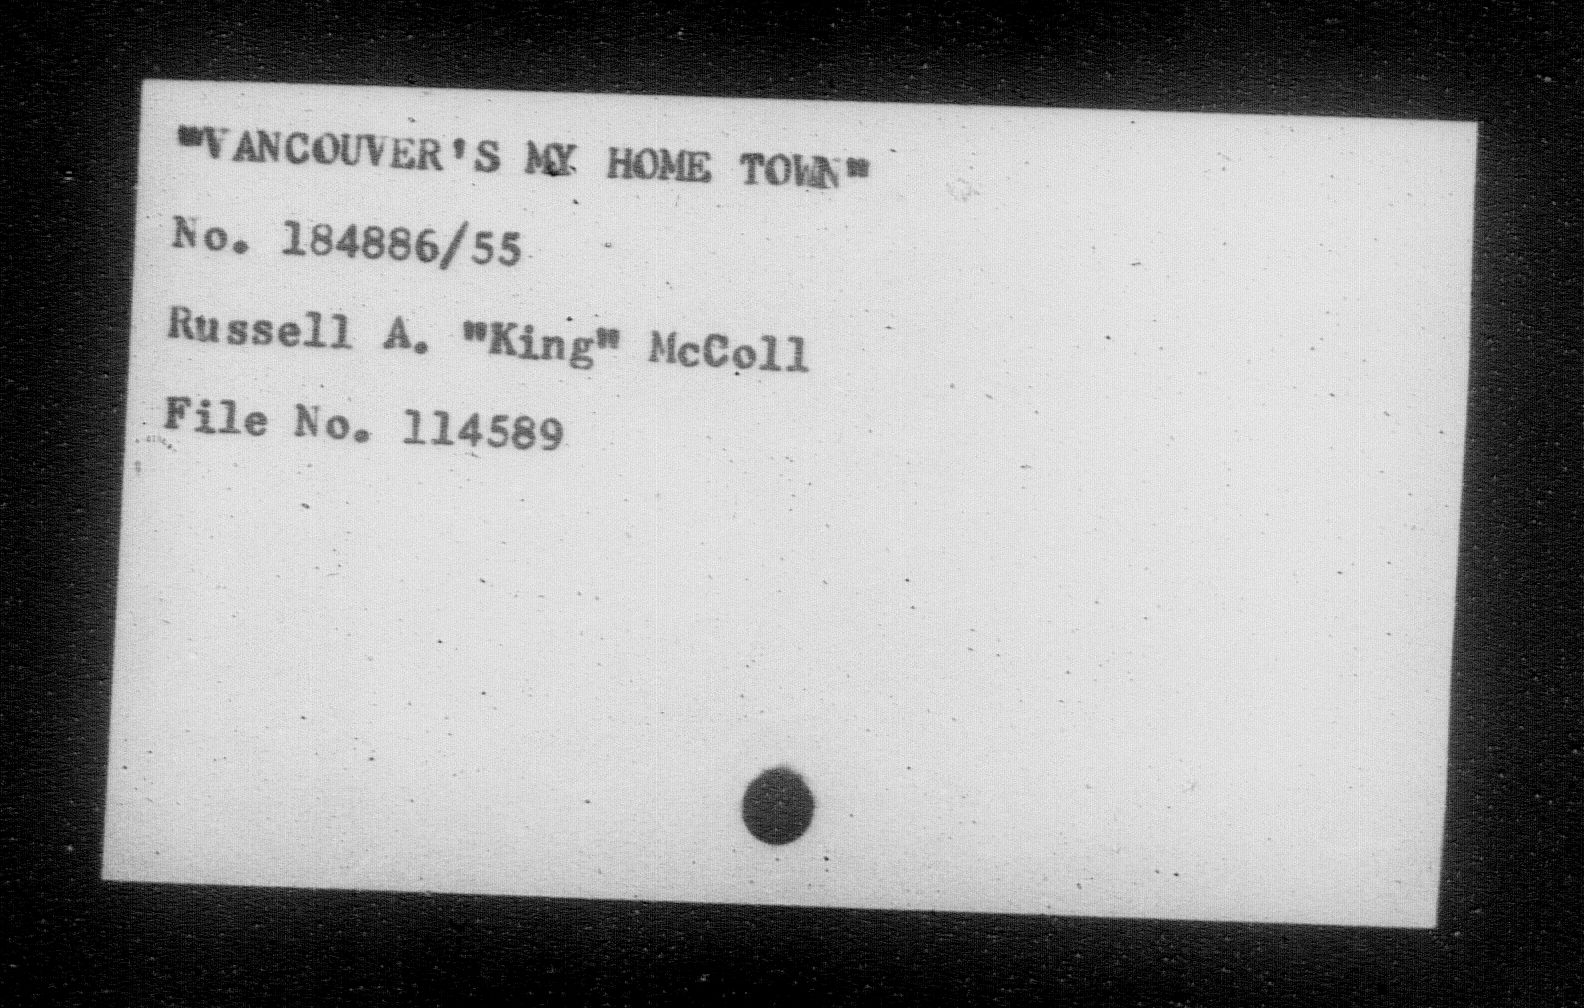 "VANCOUVER'S MY HOME TOWN"
No. 184886/55
Russell A. "King" McColl
File No. 114589